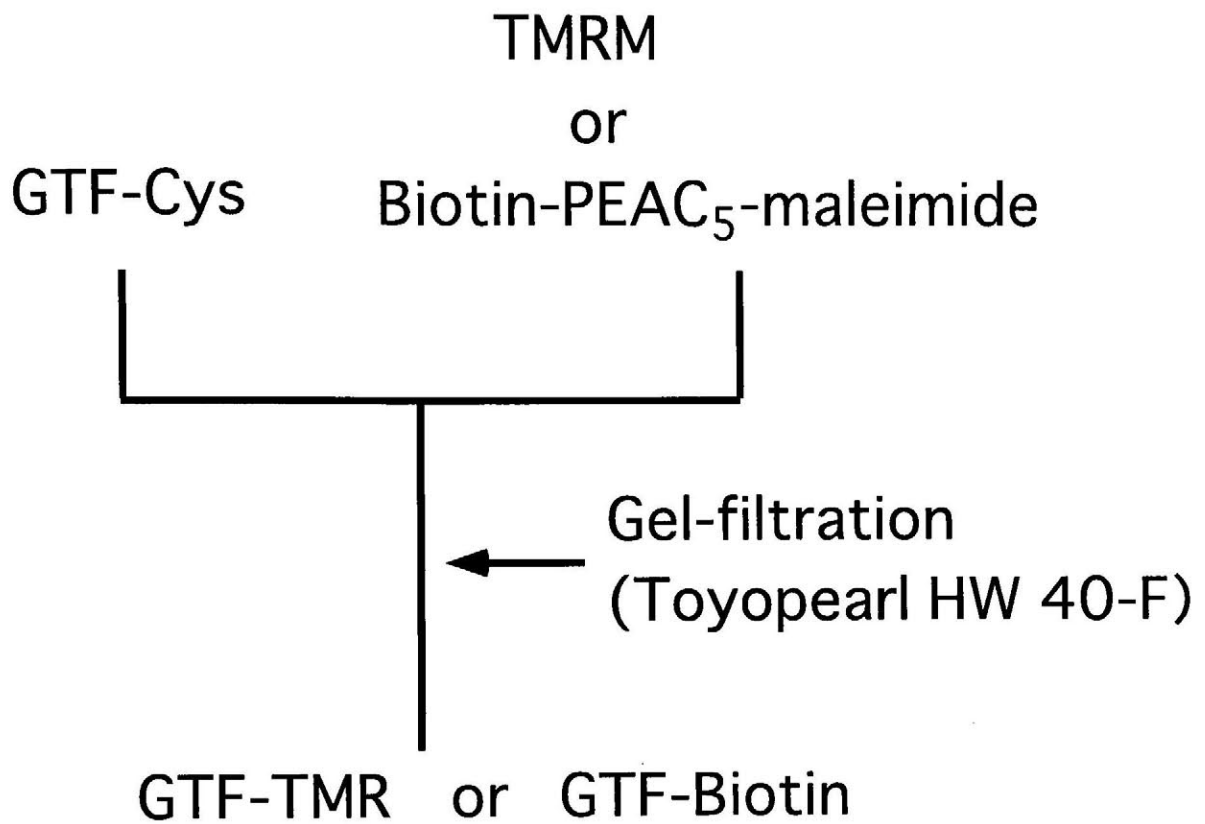 TMRM
or
GTF-Cys Biotin-PEAC₅-maleimide
Gel-filtration
(Toyopearl HW 40-F)
GTF-TMR or GTF-Biotin